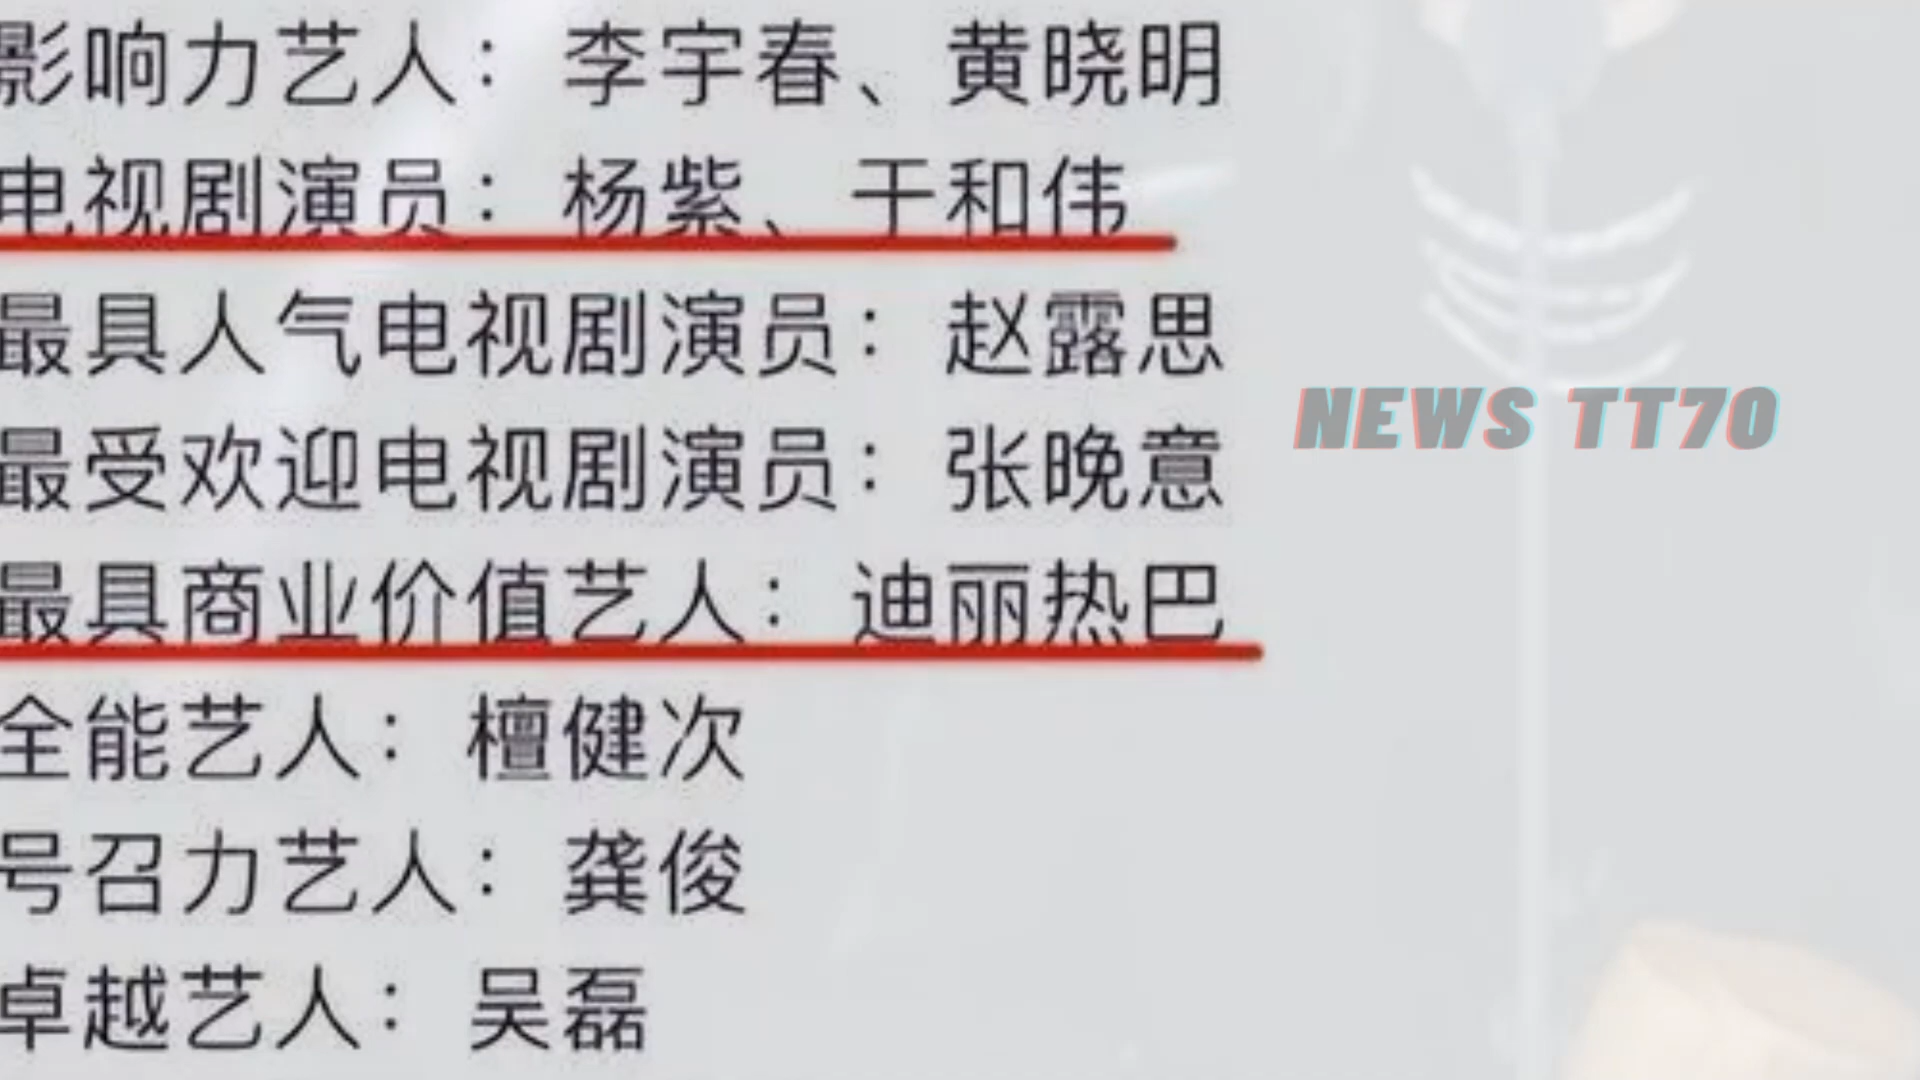 影响力艺人：李宇春、黄晓明
电视剧演员：杨紫、于和伟
最具人气电视剧演员：赵露思
最受欢迎电视剧演员：张晚意
NEWS TT70
最具商业价值艺人：迪丽热巴
全能艺人：檀健次
号召力艺人：龚俊
卓越艺人：吴磊